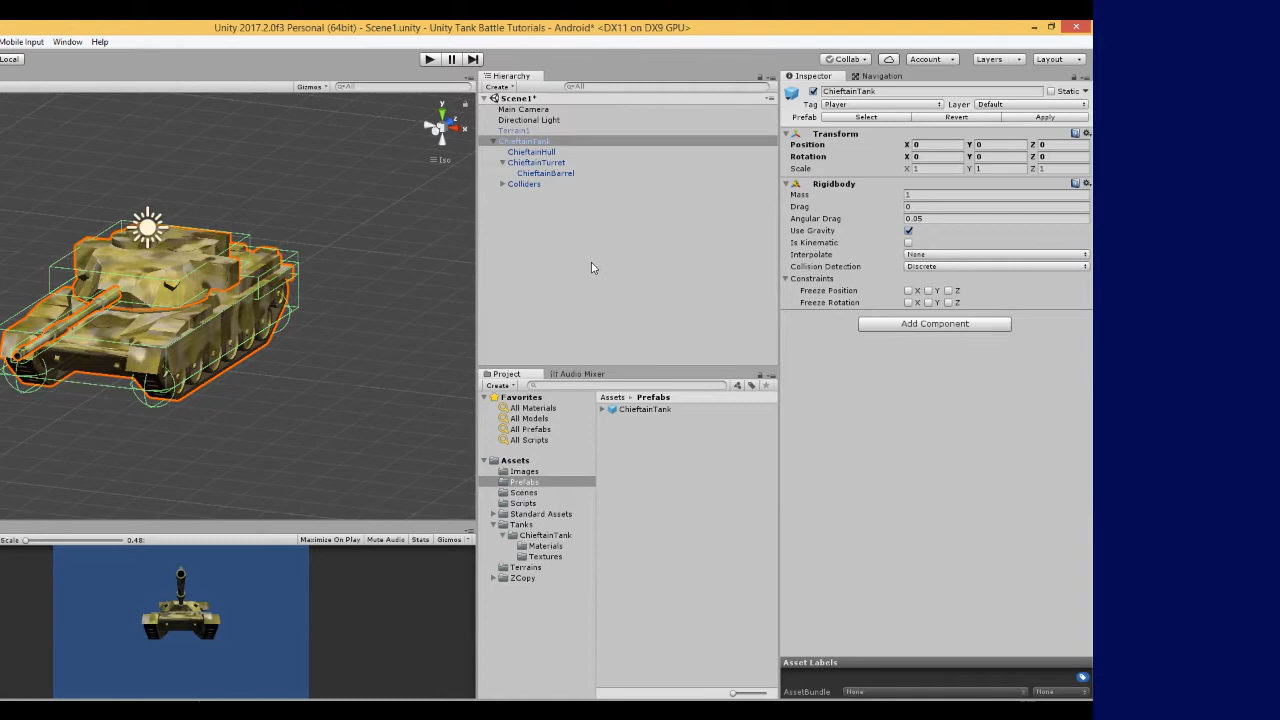 Unity 2017.2.0f3 Personal (64bit) - Scene1.unity - Unity Tank Battle Tutorials - Android* <DX11 on DX9 GPU>
Mobile Input Window Help
Local Collab Account Layers Layout
Gizmos All
y
z
x
Iso
Hierarchy
Create All
Scene1*
Main Camera
Directional Light
Terrain1
ChieftainTank
ChieftainHull
ChieftainTurret
ChieftainBarrel
Colliders
Inspector Navigation
ChieftainTank Static
Tag Player Layer Default
Prefab Select Revert Apply
Transform
Position X 0 Y 0 Z 0
Rotation X 0 Y 0 Z 0
Scale X 1 Y 1 Z 1
Rigidbody
Mass 1
Drag 0
Angular Drag 0.05
Use Gravity
Is Kinematic
Interpolate None
Collision Detection Discrete
Constraints
Freeze Position X Y Z
Freeze Rotation X Y Z
Add Component
Project Audio Mixer
Create
Favorites
All Materials
All Models
All Prefabs
All Scripts
Assets
Images
Prefabs
Scenes
Scripts
Standard Assets
Tanks
ChieftainTank
Materials
Textures
Terrains
ZCopy
Assets Prefabs
ChieftainTank
Scale 0.48: Maximize On Play Mute Audio Stats Gizmos
Asset Labels
AssetBundle None None